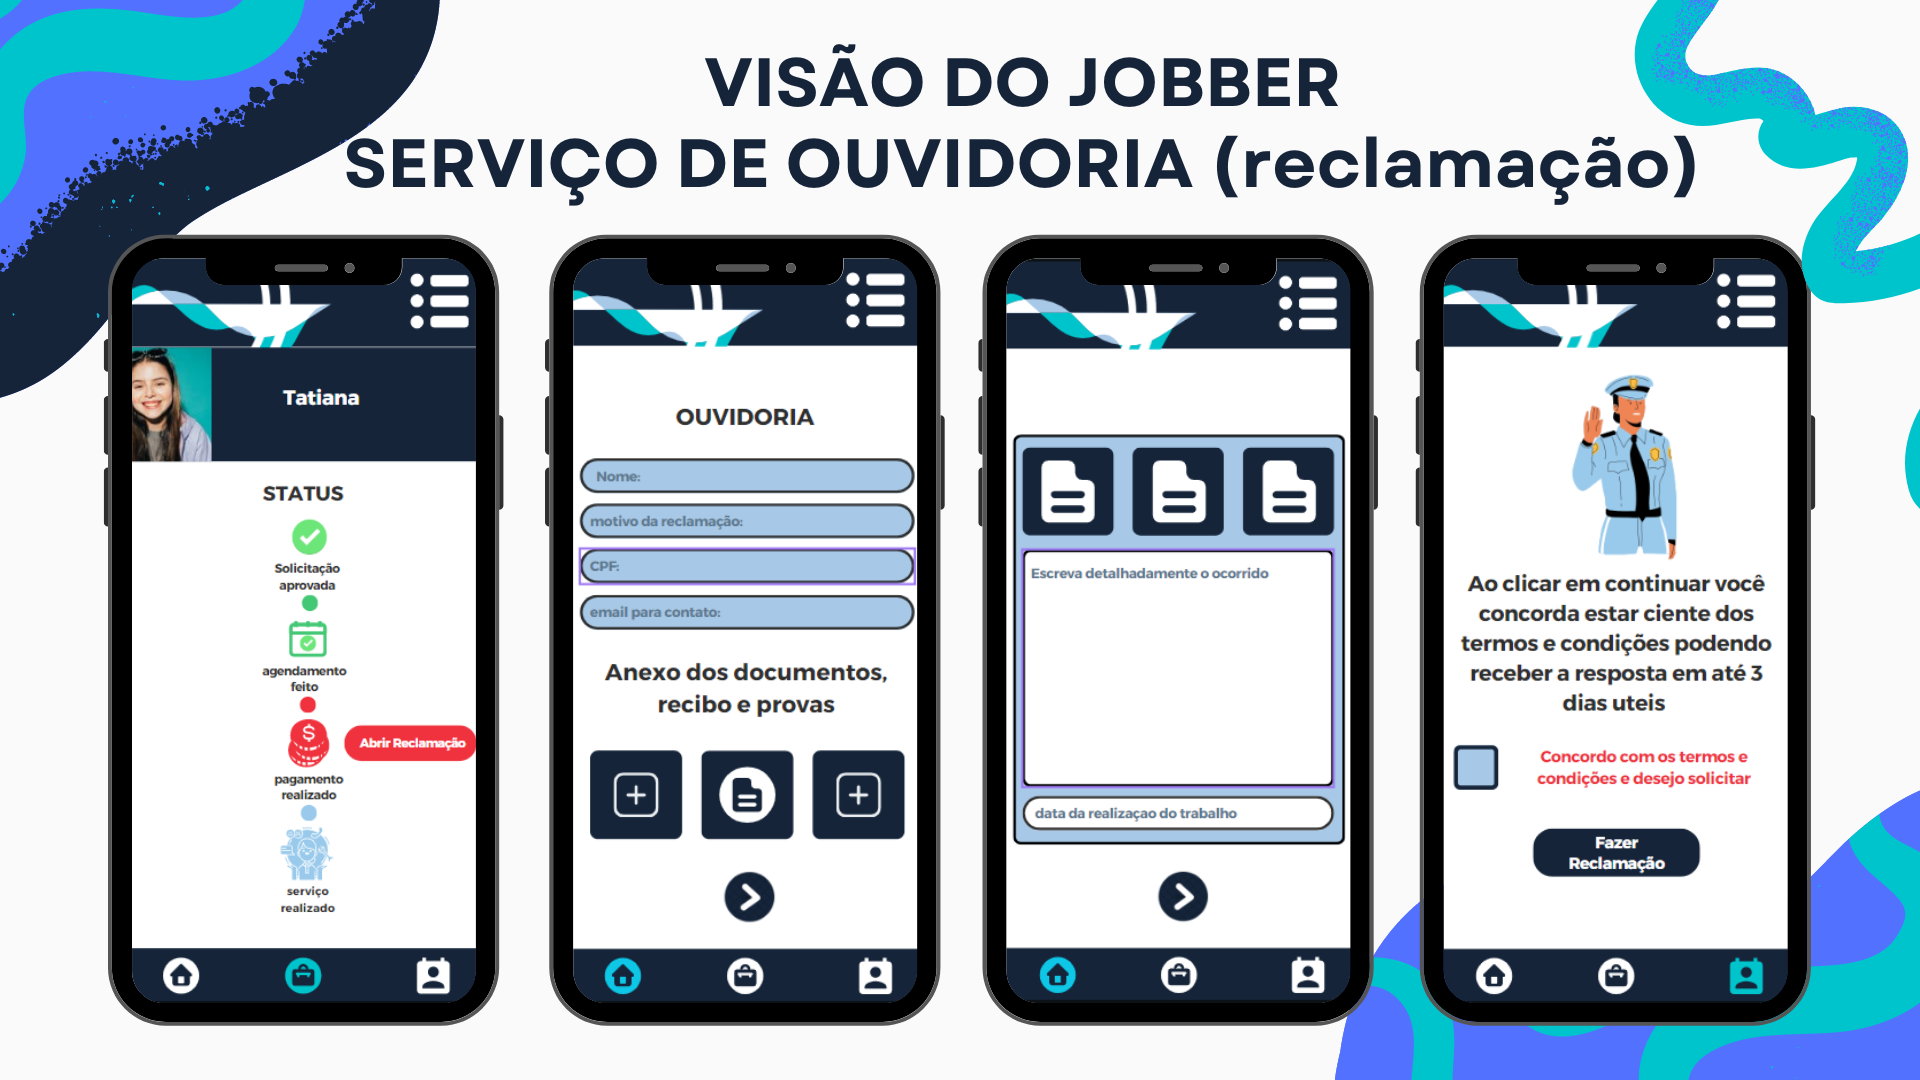 VISÃO DO JOBBER
SERVIÇO DE OUVIDORIA (reclamação)
Tatiana
STATUS
Solicitação
aprovada
agendamento
feito
Abrir Reclamação
pagamento
realizado
serviço
realizado
OUVIDORIA
Nome:
motivo da reclamação:
CPF:
email para contato:
Anexo dos documentos,
recibo e provas
Escreva detalhadamente o ocorrido
data da realizaçao do trabalho
Ao clicar em continuar você
concorda estar ciente dos
termos e condições podendo
receber a resposta em até 3
dias uteis
Concordo com os termos e
condições e desejo solicitar
Fazer
Reclamação